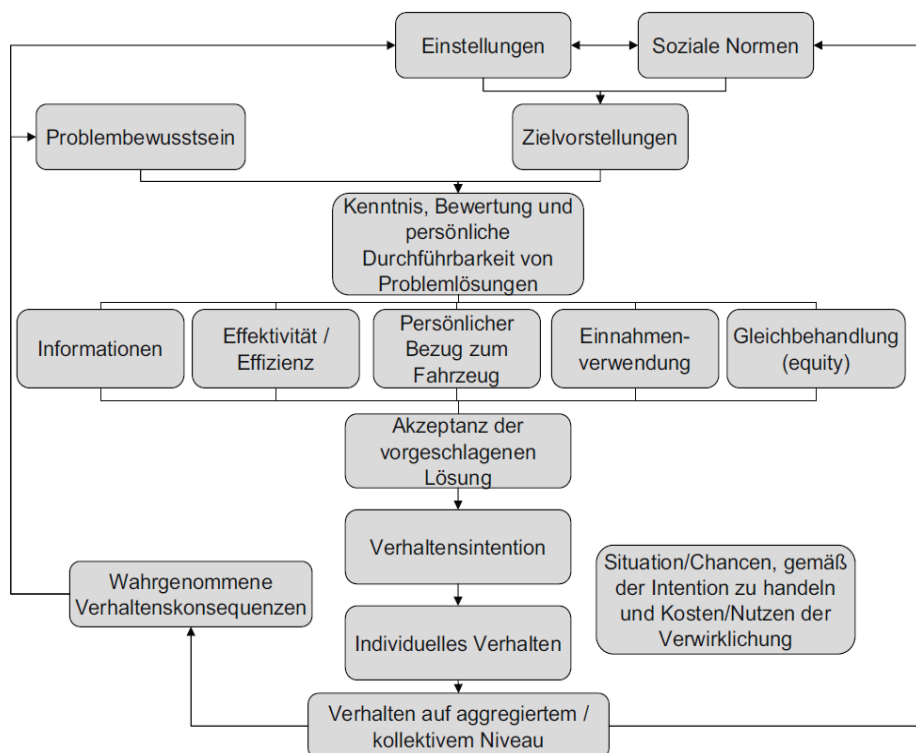 Einstellungen
Soziale Normen
Problembewusstsein
Zielvorstellungen
Kenntnis, Bewertung und
persönliche
Durchführbarkeit von
Problemlösungen
Informationen
Effektivität /
Effizienz
Persönlicher
Bezug zum
Fahrzeug
Einnahmen-
verwendung
Gleichbehandlung
(equity)
Akzeptanz der
vorgeschlagenen
Lösung
Verhaltensintention
Situation/Chancen, gemäß
der Intention zu handeln
und Kosten/Nutzen der
Verwirklichung
Wahrgenommene
Verhaltenskonsequenzen
Individuelles Verhalten
Verhalten auf aggregiertem /
kollektivem Niveau